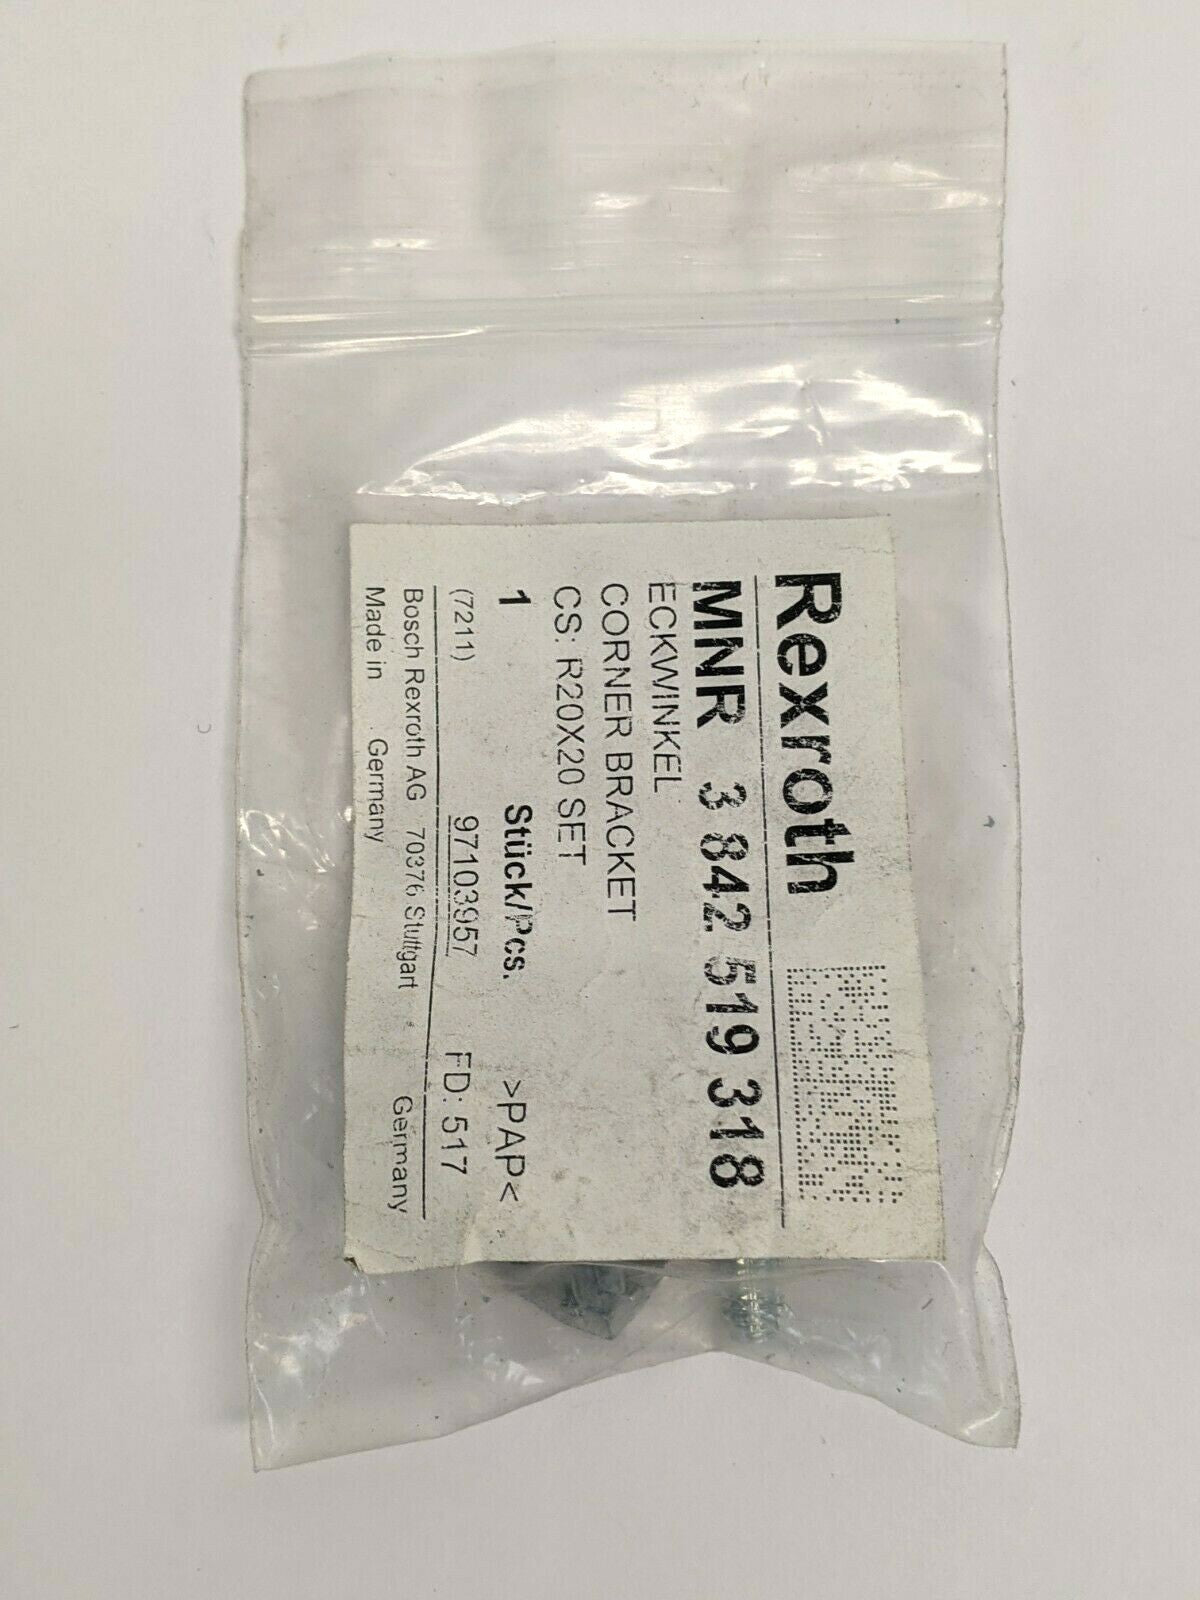 Rexroth
MNR 3 842 519 318
ECKWINKEL
CORNER BRACKET
CS: R20X20 SET
1 Stück/Pcs. >PAP<
(7211) 97103957 FD: 517
Bosch Rexroth AG 70376 Stuttgart Germany
Made in Germany